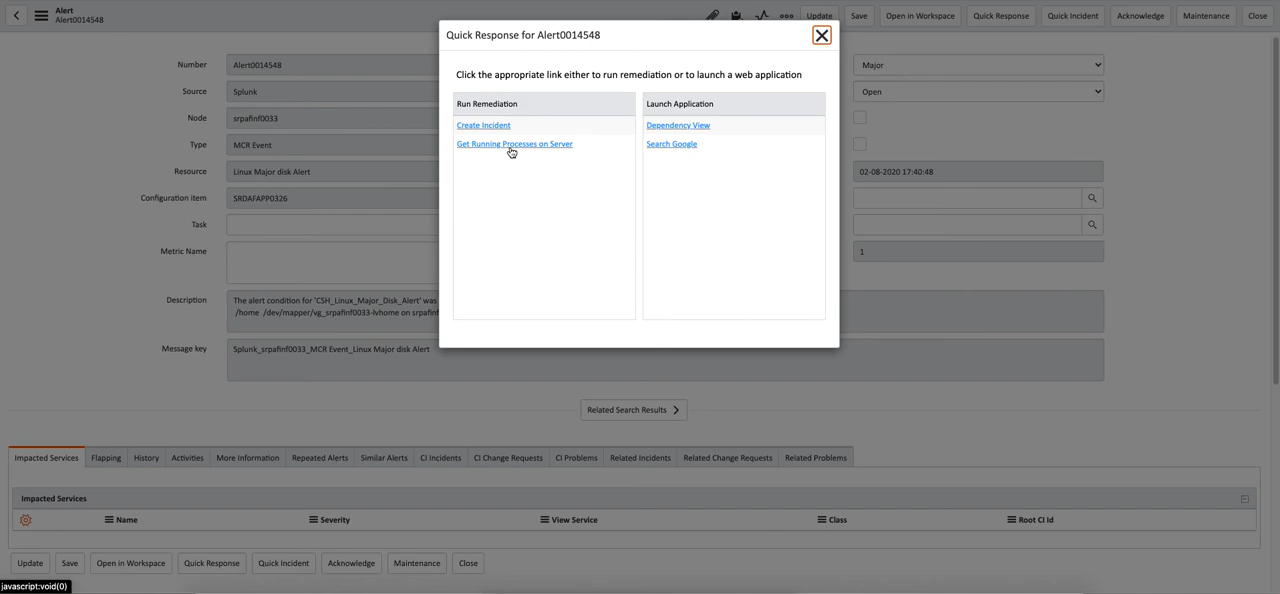 Alert
Alert0014548
Update
Save
Open in Workspace
Quick Response
Quick Incident
Acknowledge
Maintenance
Close
Quick Response for Alert0014548
Click the appropriate link either to run remediation or to launch a web application
Run Remediation
Create Incident
Get Running Processes on Server
Launch Application
Dependency View
Search Google
Number
Alert0014548
Major
Source
Splunk
Open
Node
srpafinf0033
Type
MCR Event
Resource
Linux Major disk Alert
02-08-2020 17:40:48
Configuration item
SRDAFAPP0326
Task
Metric Name
1
Description
The alert condition for 'CSH_Linux_Major_Disk_Alert' was
/home /dev/mapper/vg_srpafinf0033-lvhome on srpafinf
Message key
Splunk_srpafinf0033_MCR Event_Linux Major disk Alert
Related Search Results
Impacted Services
Flapping
History
Activities
More Information
Repeated Alerts
Similar Alerts
CI Incidents
CI Change Requests
CI Problems
Related Incidents
Related Change Requests
Related Problems
Impacted Services
Name
Severity
View Service
Class
Root CI Id
Update
Save
Open in Workspace
Quick Response
Quick Incident
Acknowledge
Maintenance
Close
javascript:void(0)